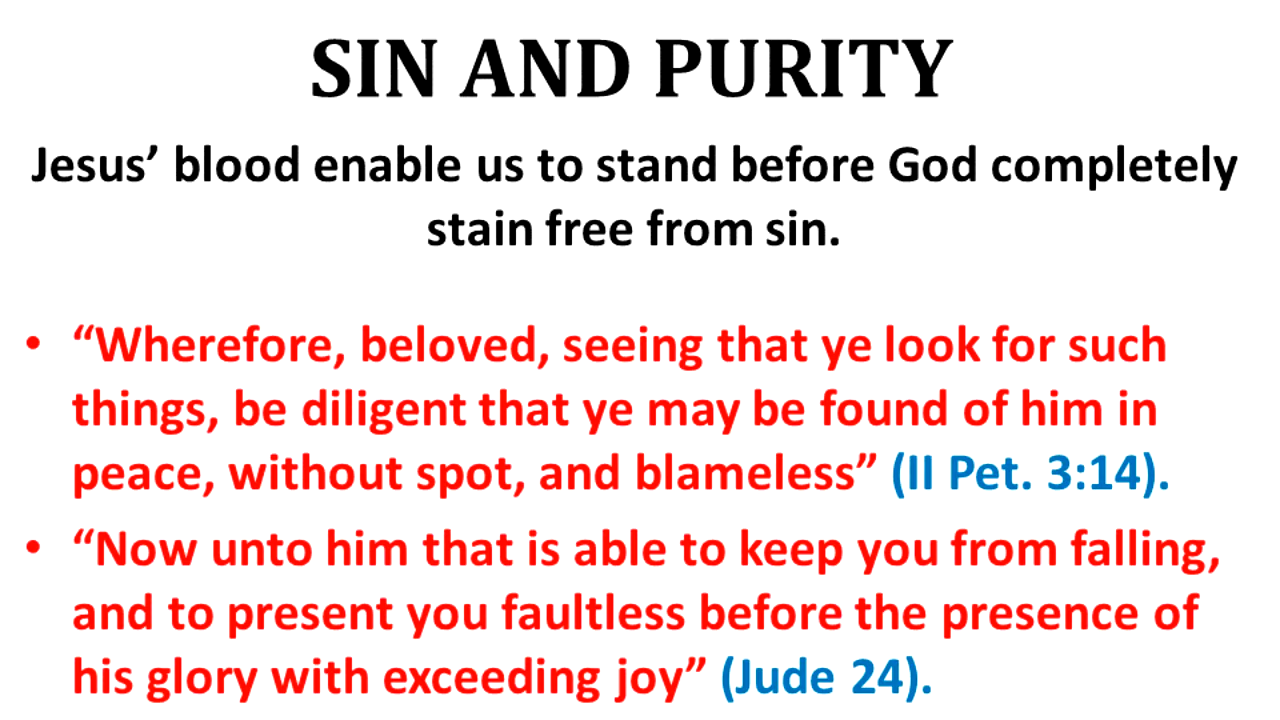 SIN AND PURITY
Jesus’ blood enable us to stand before God completely
stain free from sin.
• “Wherefore, beloved, seeing that ye look for such
things, be diligent that ye may be found of him in
peace, without spot, and blameless” (II Pet. 3:14).
• “Now unto him that is able to keep you from falling,
and to present you faultless before the presence of
his glory with exceeding joy” (Jude 24).